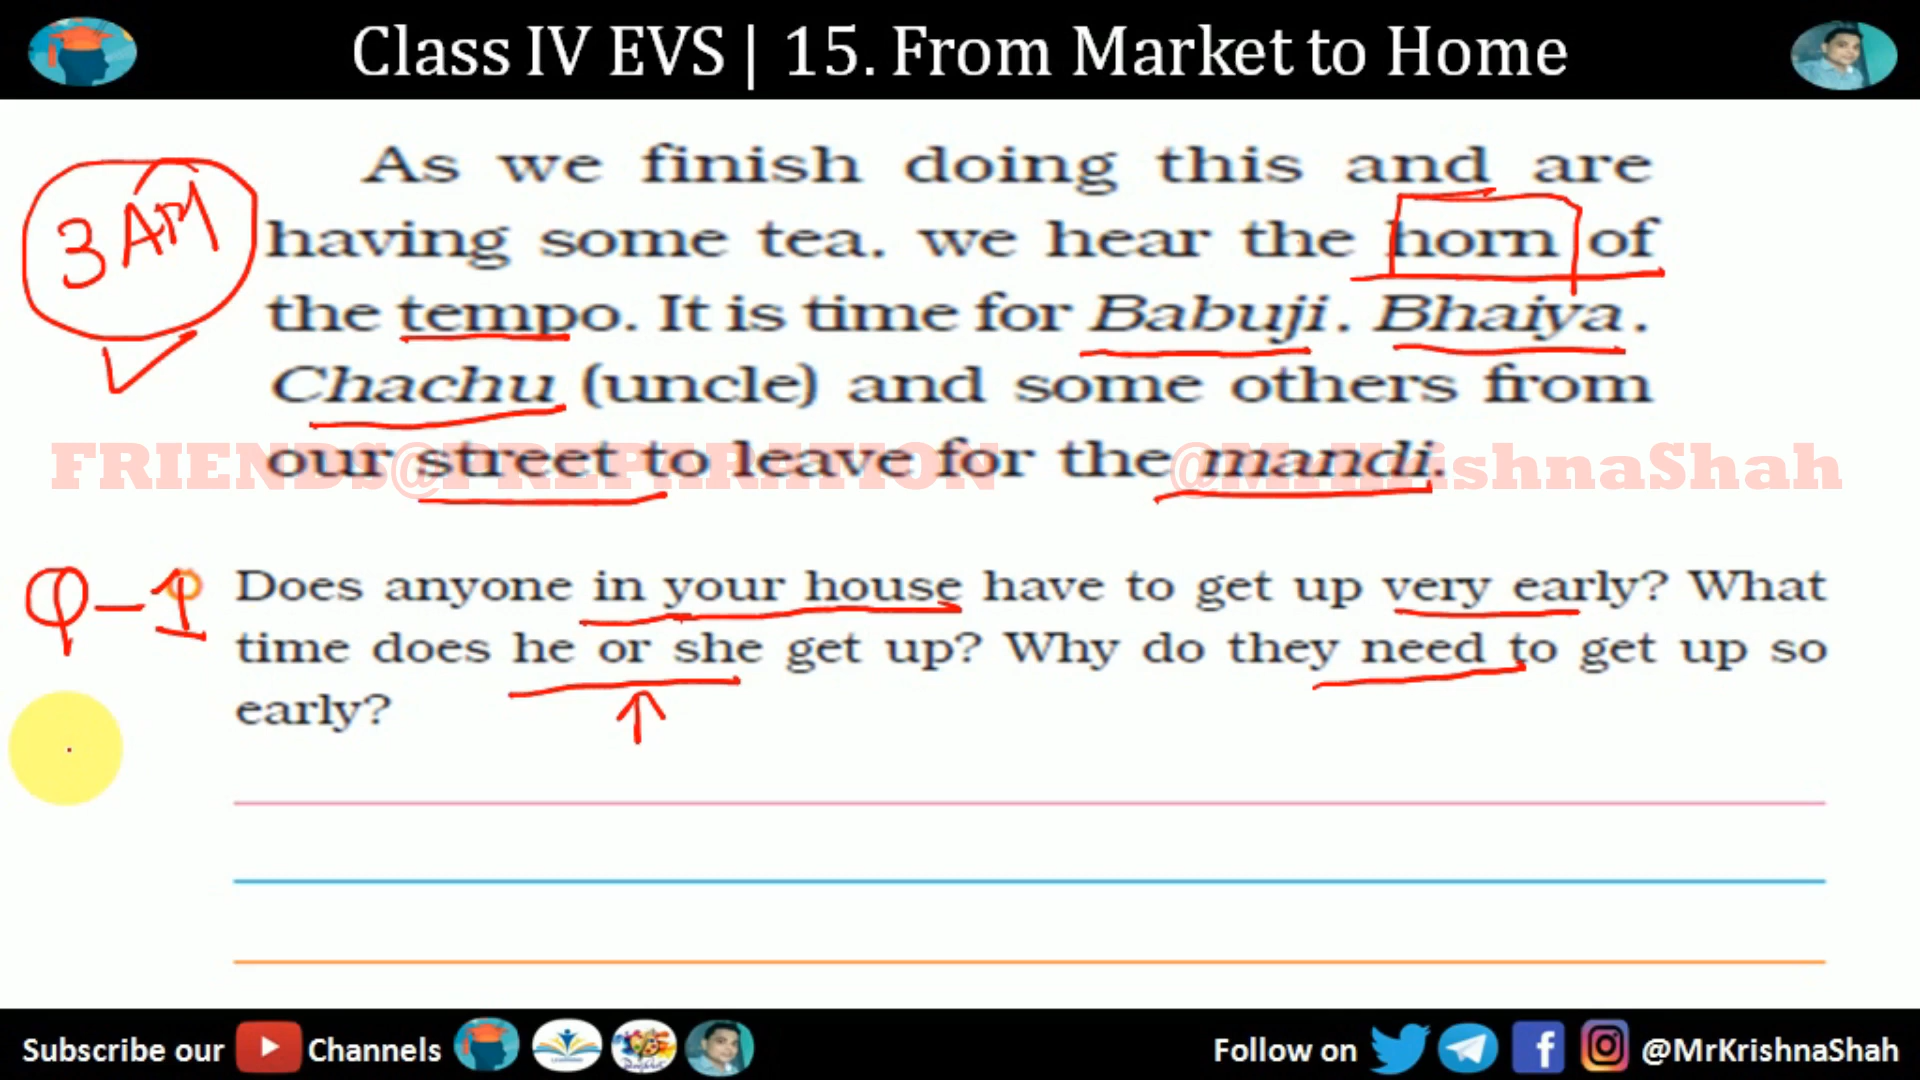 Class IV EVS | 15. From Market to Home
3 AM
As we finish doing this and are
having some tea. we hear the horn of
the tempo. It is time for Babuji. Bhaiya.
Chachu (uncle) and some others from
our street to leave for the mandi.
FRIENDS@PREPARATION @MrKrishnaShah
Q-1
Does anyone in your house have to get up very early? What
time does he or she get up? Why do they need to get up so
early?
Subscribe our Channels
Follow on @MrKrishnaShah